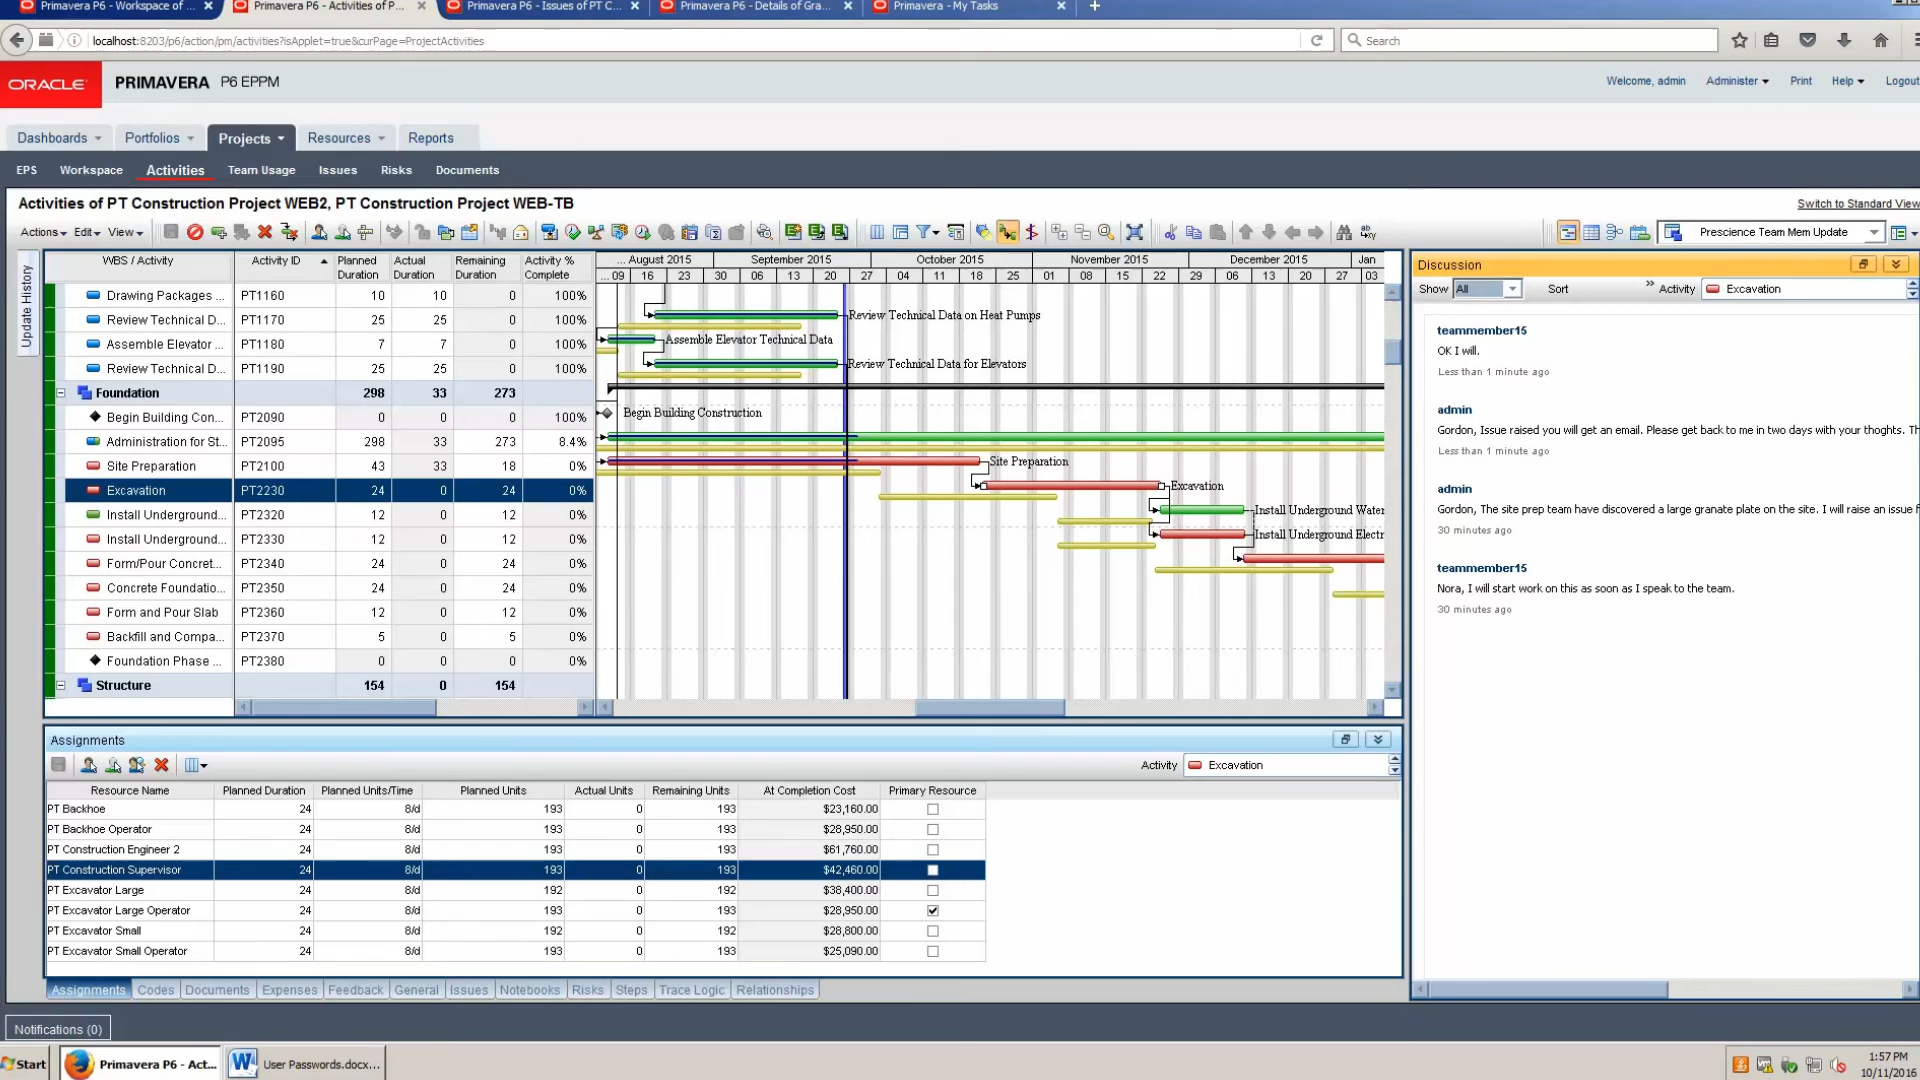 Primavera P6 - Workspace of ...
Primavera P6 - Activities of P...
Primavera P6 - Issues of PT C...
Primavera P6 - Details of Gra...
Primavera - My Tasks
localhost:8203/p6/action/pm/activities?isApplet=true&curPage=ProjectActivities
Search
ORACLE PRIMAVERA P6 EPPM
Welcome, admin Administer Print Help Logout
Dashboards Portfolios Projects Resources Reports
EPS Workspace Activities Team Usage Issues Risks Documents
Activities of PT Construction Project WEB2, PT Construction Project WEB-TB
Switch to Standard View
Actions Edit View
Prescience Team Mem Update
Update History
WBS / Activity Activity ID Planned Duration Actual Duration Remaining Duration Activity % Complete
... August 2015 September 2015 October 2015 November 2015 December 2015 Jan
... 09 16 23 30 06 13 20 27 04 11 18 25 01 08 15 22 29 06 13 20 27 03
Drawing Packages ... PT1160 10 10 0 100%
Review Technical D... PT1170 25 25 0 100%
Assemble Elevator ... PT1180 7 7 0 100%
Review Technical D... PT1190 25 25 0 100%
Foundation 298 33 273
Begin Building Con... PT2090 0 0 0 100%
Administration for St... PT2095 298 33 273 8.4%
Site Preparation PT2100 43 33 18 0%
Excavation PT2230 24 0 24 0%
Install Underground... PT2320 12 0 12 0%
Install Underground... PT2330 12 0 12 0%
Form/Pour Concret... PT2340 24 0 24 0%
Concrete Foundatio... PT2350 24 0 24 0%
Form and Pour Slab PT2360 12 0 12 0%
Backfill and Compa... PT2370 5 0 5 0%
Foundation Phase ... PT2380 0 0 0 0%
Structure 154 0 154
Review Technical Data on Heat Pumps
Assemble Elevator Technical Data
Review Technical Data for Elevators
Begin Building Construction
Site Preparation
Excavation
Install Underground Water
Install Underground Electr
Discussion
Show All Sort » Activity Excavation
teammember15
OK I will.
Less than 1 minute ago
admin
Gordon, Issue raised you will get an email. Please get back to me in two days with your thoghts. Th
Less than 1 minute ago
admin
Gordon, The site prep team have discovered a large granate plate on the site. I will raise an issue f
30 minutes ago
teammember15
Nora, I will start work on this as soon as I speak to the team.
30 minutes ago
Assignments
Activity Excavation
Resource Name Planned Duration Planned Units/Time Planned Units Actual Units Remaining Units At Completion Cost Primary Resource
PT Backhoe 24 8/d 193 0 193 $23,160.00
PT Backhoe Operator 24 8/d 193 0 193 $28,950.00
PT Construction Engineer 2 24 8/d 193 0 193 $61,760.00
PT Construction Supervisor 24 8/d 193 0 193 $42,460.00
PT Excavator Large 24 8/d 192 0 192 $38,400.00
PT Excavator Large Operator 24 8/d 193 0 193 $28,950.00
PT Excavator Small 24 8/d 192 0 192 $28,800.00
PT Excavator Small Operator 24 8/d 193 0 193 $25,090.00
Assignments Codes Documents Expenses Feedback General Issues Notebooks Risks Steps Trace Logic Relationships
Notifications (0)
Start Primavera P6 - Act... User Passwords.docx...
1:57 PM
10/11/2016